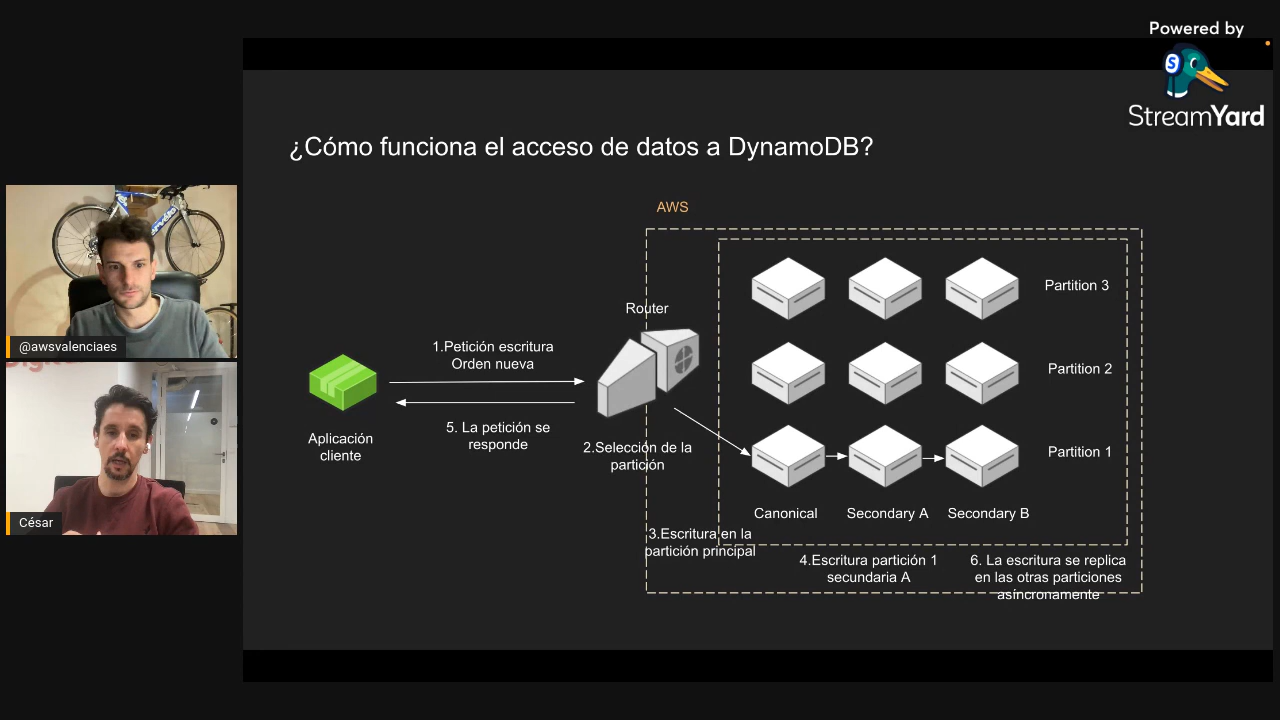 Powered by
StreamYard
¿Cómo funciona el acceso de datos a DynamoDB?
AWS
Partition 3
Router
1.Petición escritura
Orden nueva
Partition 2
5. La petición se
responde
Aplicación
cliente
2.Selección de la
partición
Partition 1
Canonical
Secondary A
Secondary B
3.Escritura en la
partición principal
4.Escritura partición 1
secundaria A
6. La escritura se replica
en las otras particiones
asíncronamente
@awsvalenciaes
César